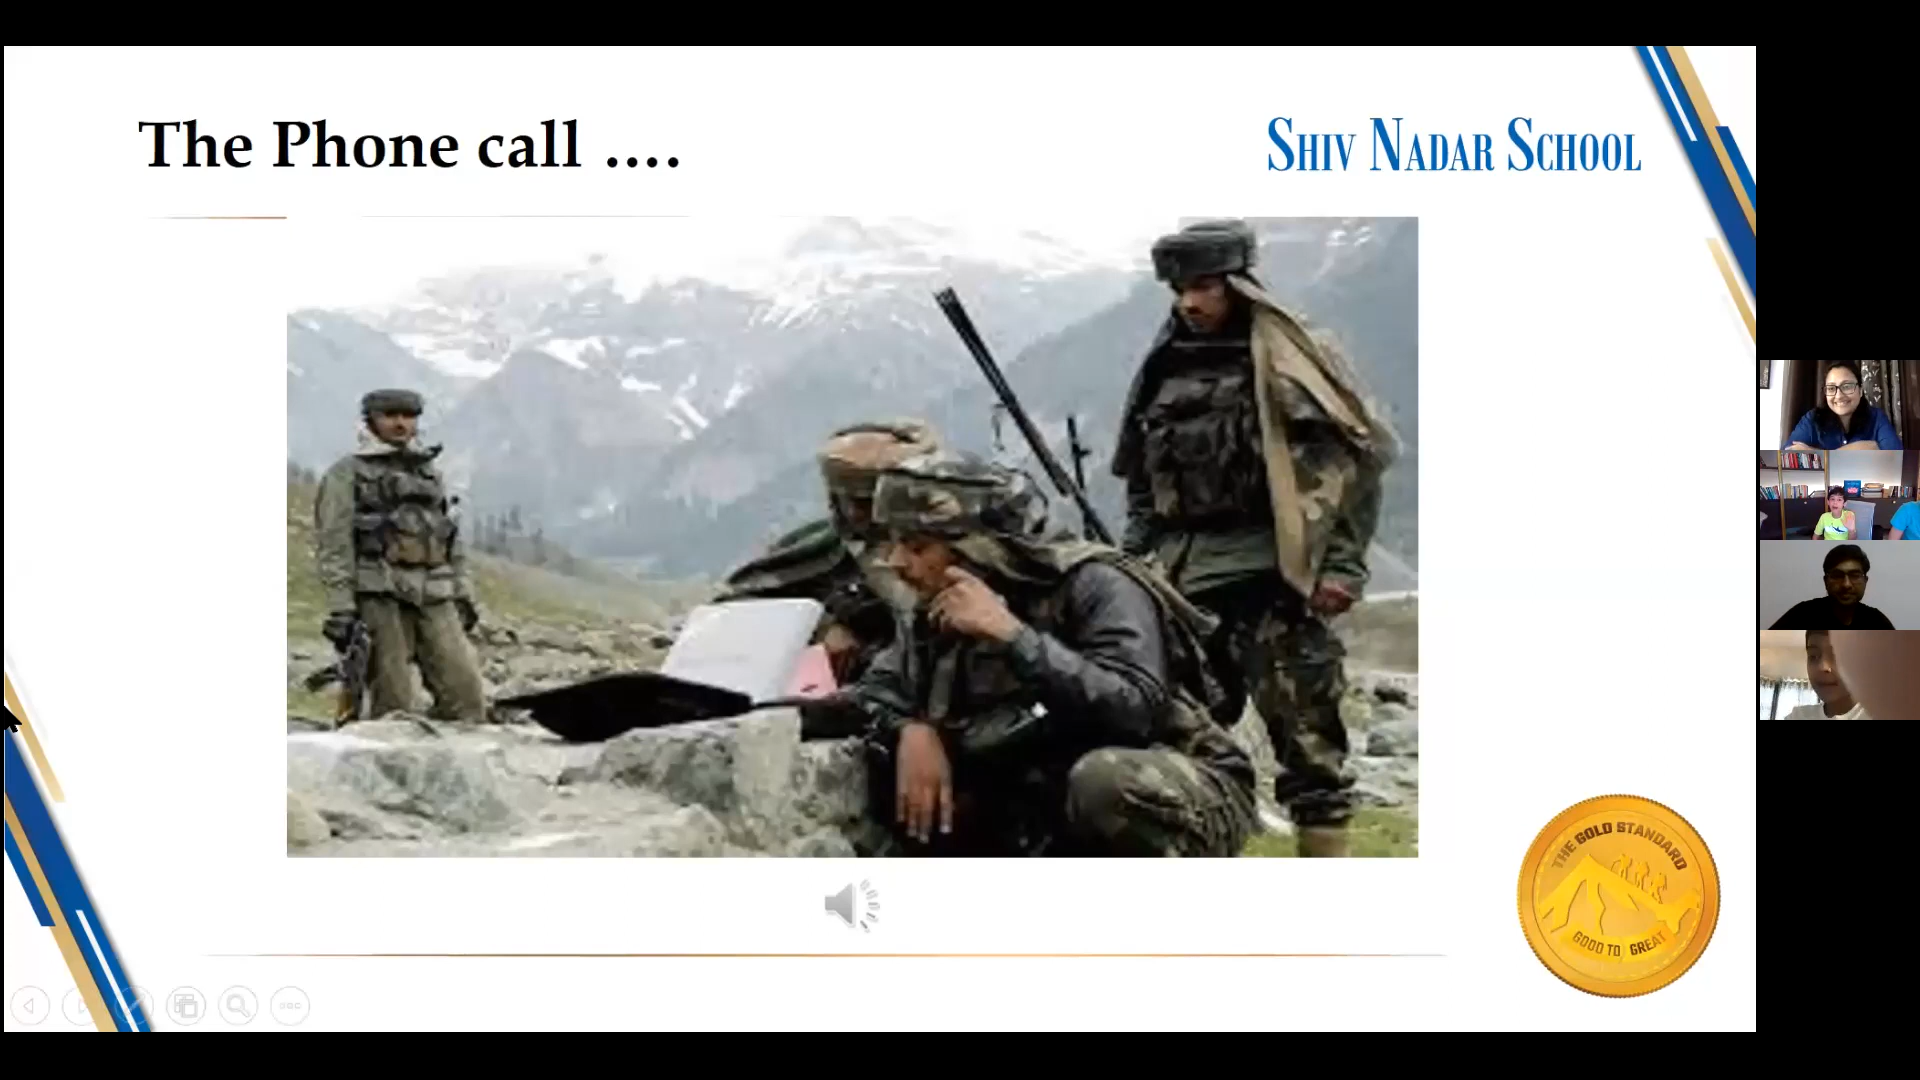 The Phone call ....
SHIV NADAR SCHOOL
THE GOLD STANDARD
GOOD TO GREAT